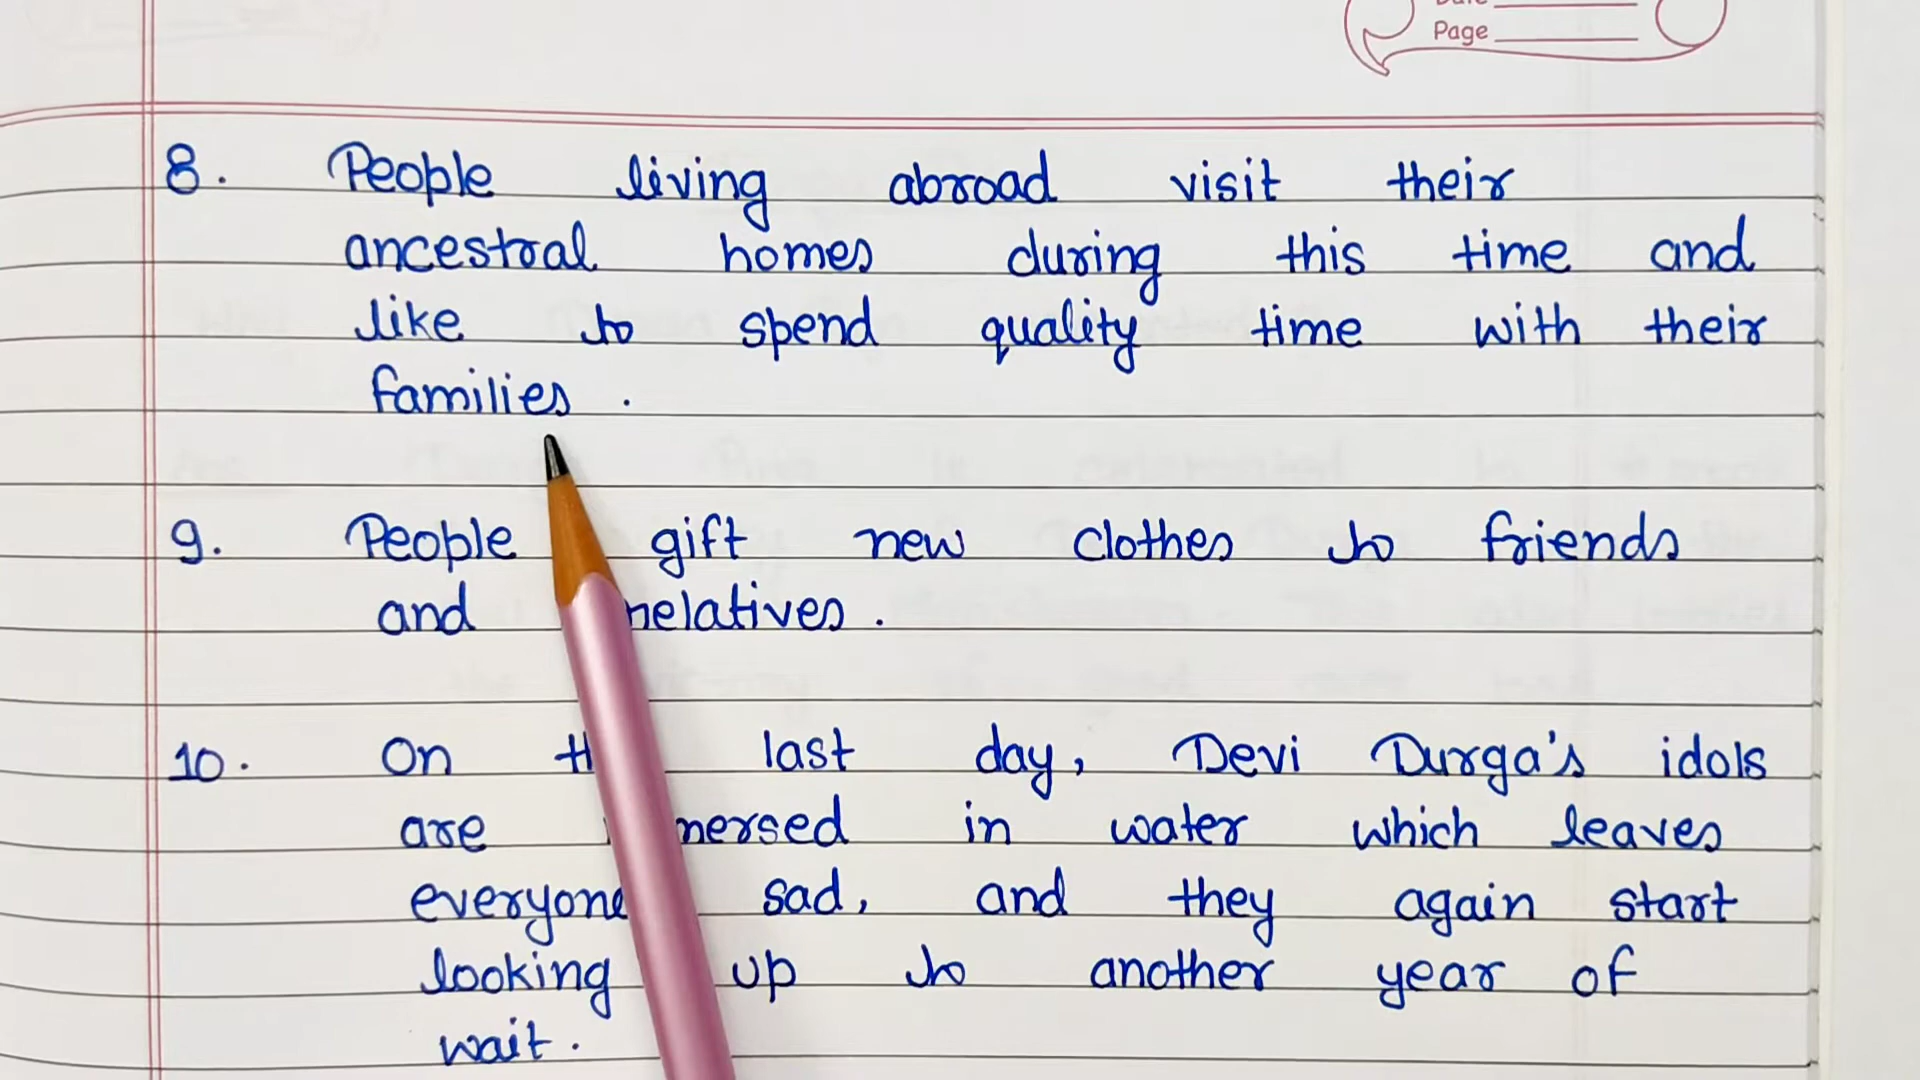 Date
Page
8. People living abroad visit their
ancestral homes during this time and
like to spend quality time with their
families.
9. People gift new clothes to friends
and relatives.
10. On last day, Devi Durga's idols
are in water which leaves
everyone sad, and they again start
looking up to another year of
wait.